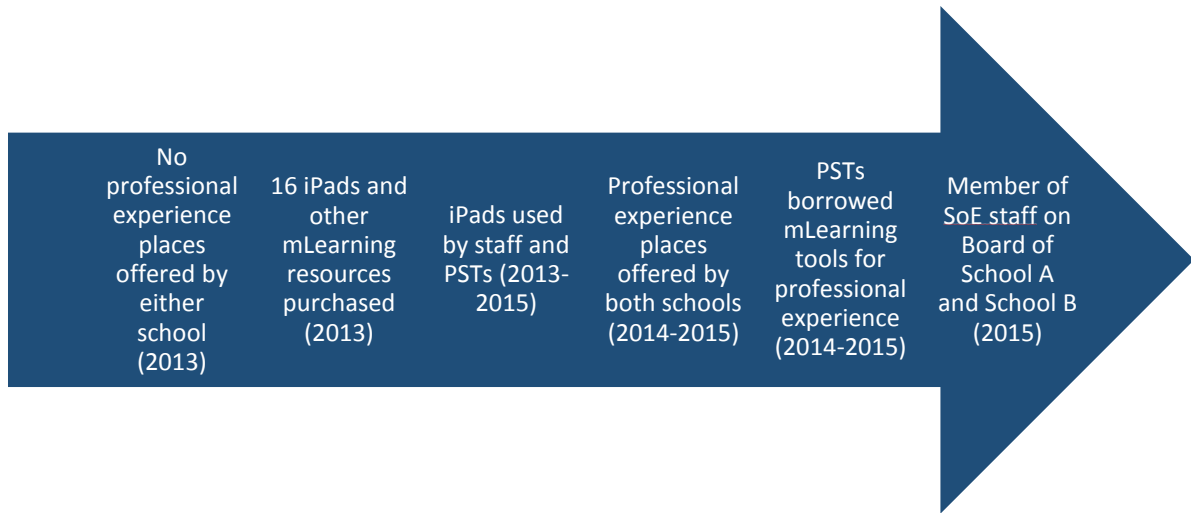 No
professional
experience
places
offered by
either
school
(2013)
16 iPads and
other
mLearning
resources
purchased
(2013)
iPads used
by staff and
PSTs (2013-
2015)
Professional
experience
places
offered by
both schools
(2014-2015)
PSTs
borrowed
mLearning
tools for
professional
experience
(2014-2015)
Member of
SoE staff on
Board of
School A
and School B
(2015)